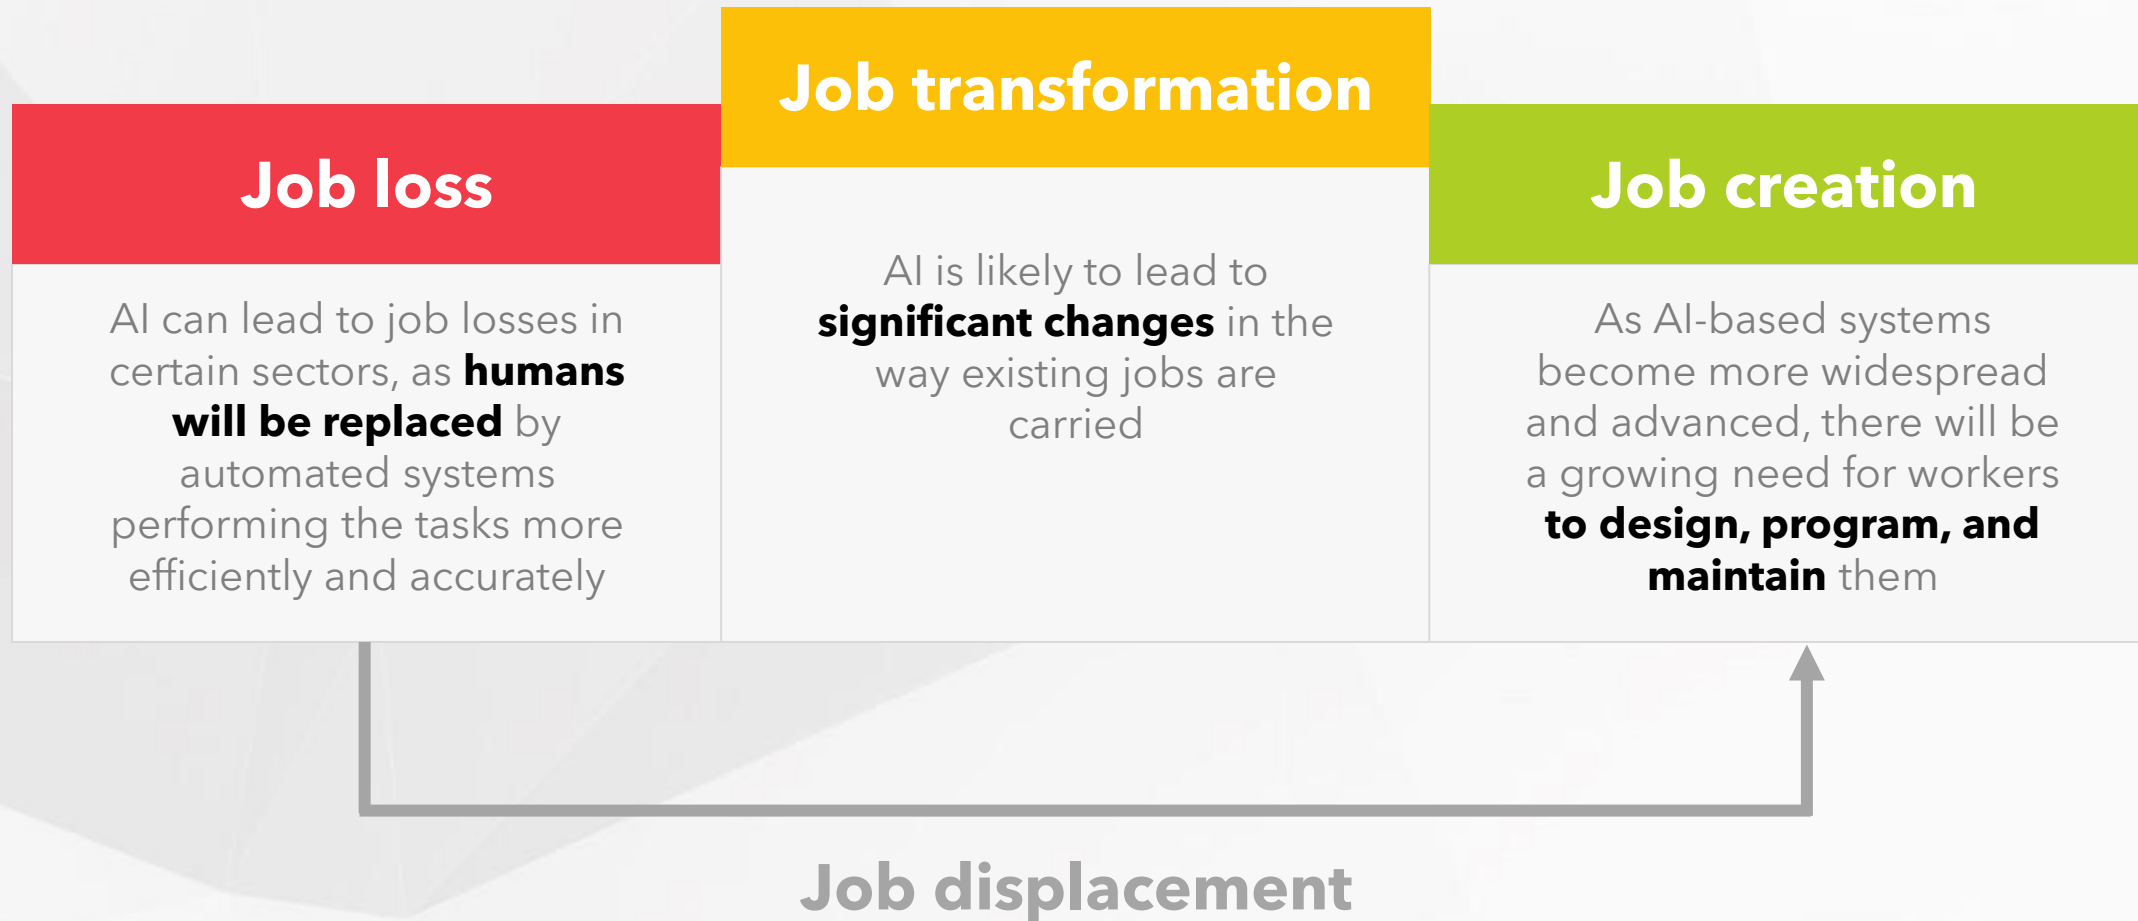 Job loss
AI can lead to job losses in
certain sectors, as humans
will be replaced by
automated systems
performing the tasks more
efficiently and accurately
Job transformation
AI is likely to lead to
significant changes in the
way existing jobs are
carried
Job creation
As AI-based systems
become more widespread
and advanced, there will be
a growing need for workers
to design, program, and
maintain them
Job displacement